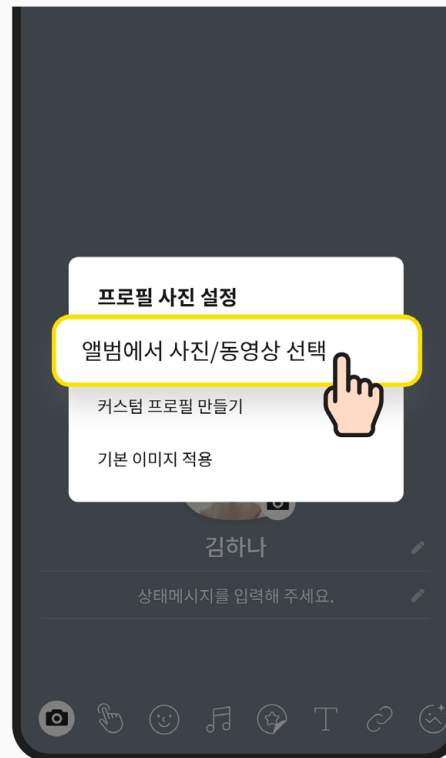 프로필 사진 설정
앨범에서 사진/동영상 선택
커스텀 프로필 만들기
기본 이미지 적용
김하나
상태메시지를 입력해 주세요.
T